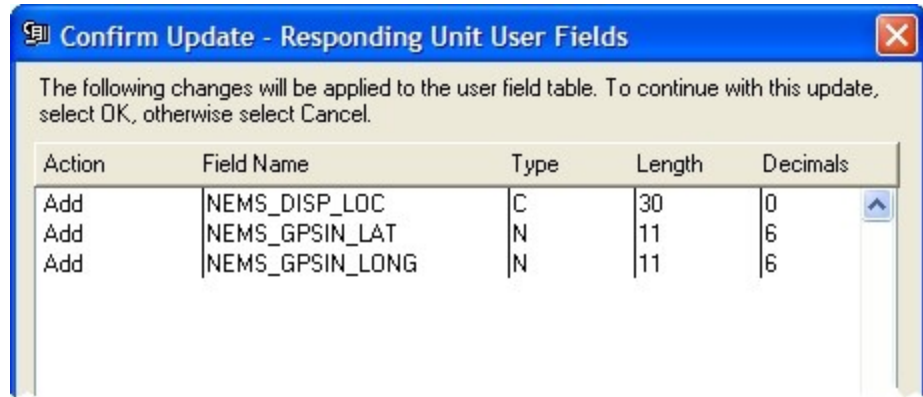 Confirm Update - Responding Unit User Fields
The following changes will be applied to the user field table. To continue with this update,
select OK, otherwise select Cancel.
Action Field Name Type Length Decimals
Add NEMS_DISP_LOC C 30 0
Add NEMS_GPSIN_LAT N 11 6
Add NEMS_GPSIN_LONG N 11 6